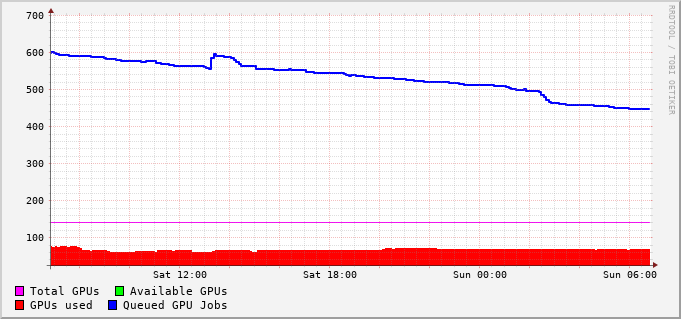 700
600
500
400
300
200
100
Sat 12:00 Sat 18:00 Sun 00:00 Sun 06:00
Total GPUs Available GPUs
GPUs used Queued GPU Jobs
RRDTOOL / TOBI OETIKER